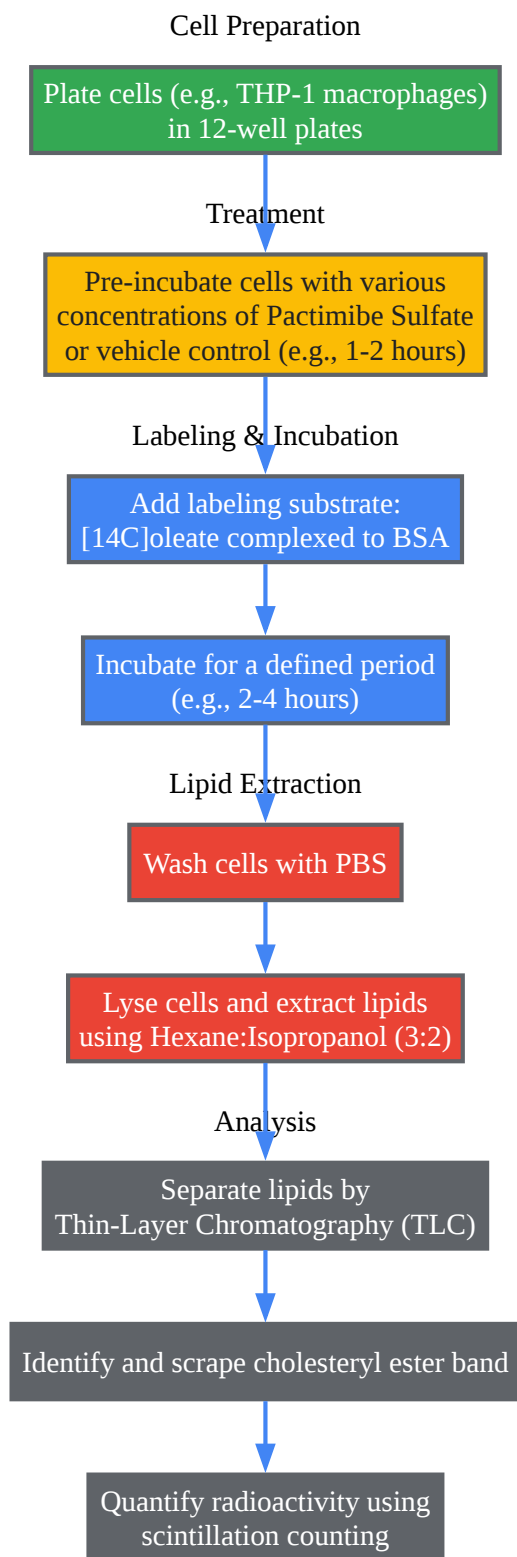 Cell Preparation
Plate cells (e.g., THP-1 macrophages)
in 12-well plates
Treatment
Pre-incubate cells with various
concentrations of Pactimibe Sulfate
or vehicle control (e.g., 1-2 hours)
Labeling & Incubation
Add labeling substrate:
[14C]oleate complexed to BSA
Incubate for a defined period
(e.g., 2-4 hours)
Lipid Extraction
Wash cells with PBS
Lyse cells and extract lipids
using Hexane:Isopropanol (3:2)
Analysis
Separate lipids by
Thin-Layer Chromatography (TLC)
Identify and scrape cholesteryl ester band
Quantify radioactivity using
scintillation counting